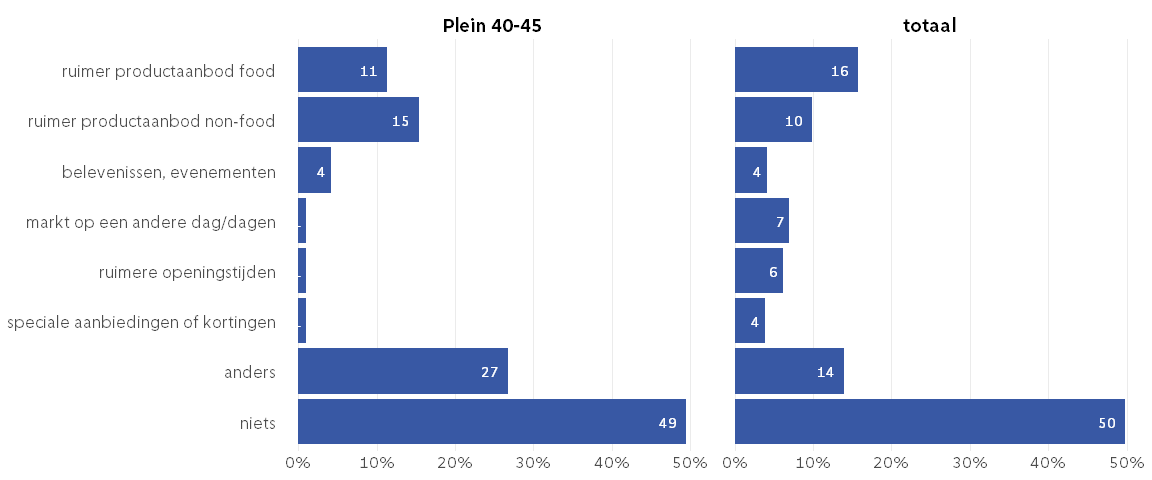 Plein 40-45 totaal
ruimer productaanbod food 11 16
ruimer productaanbod non-food 15 10
belevenissen, evenementen 4 4
markt op een andere dag/dagen 7
ruimere openingstijden 6
speciale aanbiedingen of kortingen 4
anders 27 14
niets 49 50
0% 10% 20% 30% 40% 50% 0% 10% 20% 30% 40% 50%